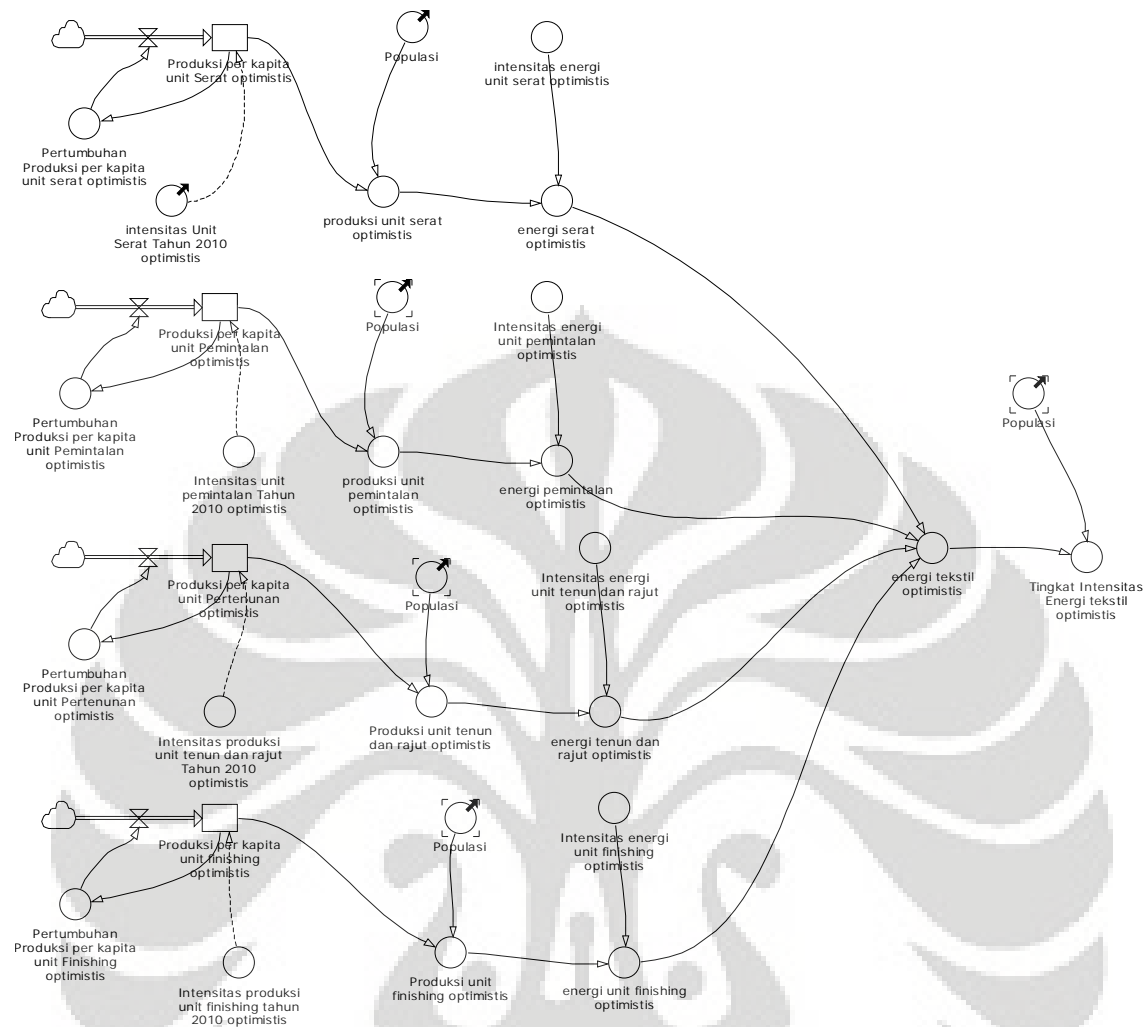 Produksi per kapita
unit Serat optimistis
Populasi
intensitas energi
unit serat optimistis
Pertumbuhan
Produksi per kapita
unit serat optimistis
intensitas Unit
Serat Tahun 2010
optimistis
produksi unit serat
optimistis
energi serat
optimistis
Produksi per kapita
unit Pemintalan
optimistis
Populasi
Intensitas energi
unit pemintalan
optimistis
Pertumbuhan
Produksi per kapita
unit Pemintalan
optimistis
Intensitas unit
pemintalan Tahun
2010 optimistis
produksi unit
pemintalan
optimistis
energi pemintalan
optimistis
Populasi
Produksi per kapita
unit Pertenunan
optimistis
Populasi
Intensitas energi
unit tenun dan rajut
optimistis
energi tekstil
optimistis
Tingkat Intensitas
Energi tekstil
optimistis
Pertumbuhan
Produksi per kapita
unit Pertenunan
optimistis
Intensitas produksi
unit tenun dan rajut
Tahun 2010
optimistis
Produksi unit tenun
dan rajut optimistis
energi tenun dan
rajut optimistis
Produksi per kapita
unit finishing
optimistis
Populasi
Intensitas energi
unit finishing
optimistis
Pertumbuhan
Produksi per kapita
unit Finishing
optimistis
Intensitas produksi
unit finishing tahun
2010 optimistis
Produksi unit
finishing optimistis
energi unit finishing
optimistis